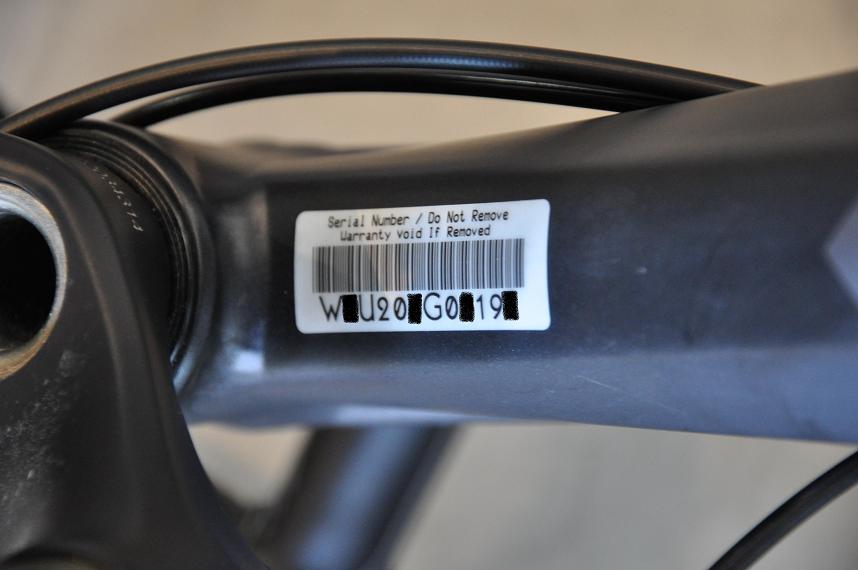 Serial Number / Do Not Remove
Warranty void If Removed
W U20 G0 19